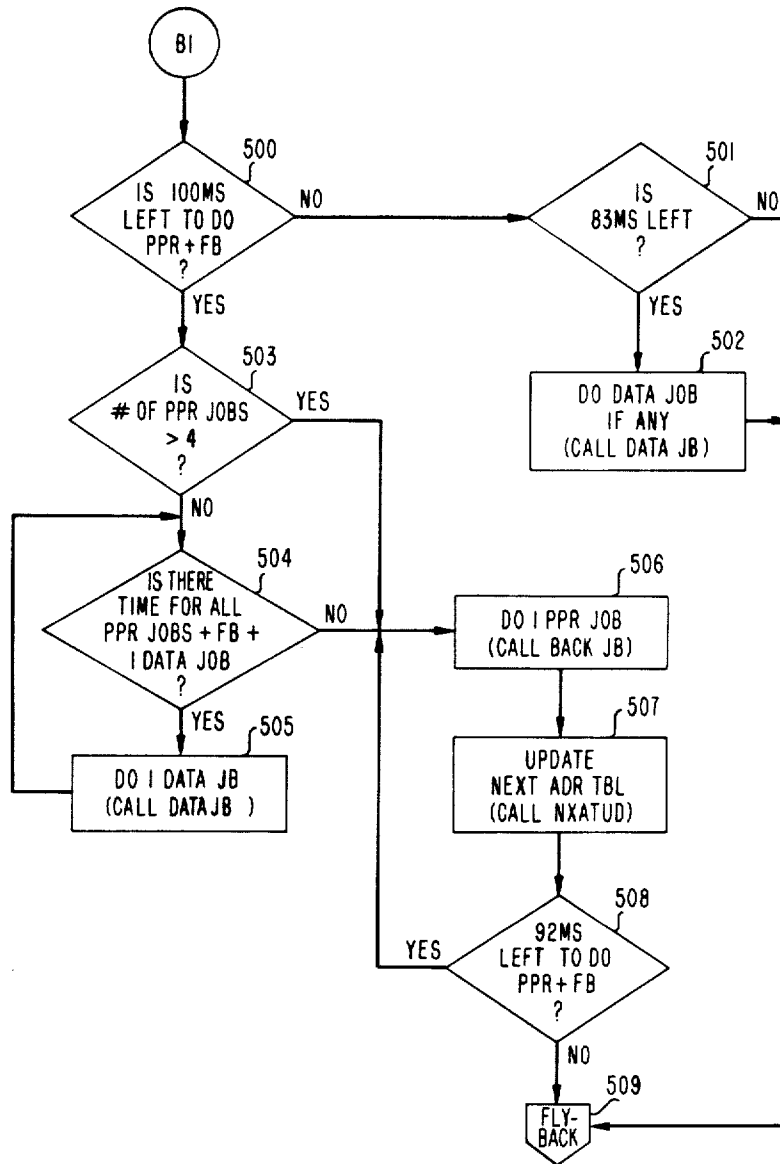 B1
500
IS 100MS
LEFT TO DO
PPR + FB
?
NO
YES
501
IS
83MS LEFT
?
NO
YES
502
DO DATA JOB
IF ANY
(CALL DATA JB)
503
IS
# OF PPR JOBS
> 4
?
YES
NO
504
IS THERE
TIME FOR ALL
PPR JOBS + FB +
1 DATA JOB
?
NO
YES
505
DO 1 DATA JB
(CALL DATAJB )
506
DO 1 PPR JOB
(CALL BACK JB)
507
UPDATE
NEXT ADR TBL
(CALL NXATUD)
508
92MS
LEFT TO DO
PPR + FB
?
YES
NO
509
FLY-
BACK